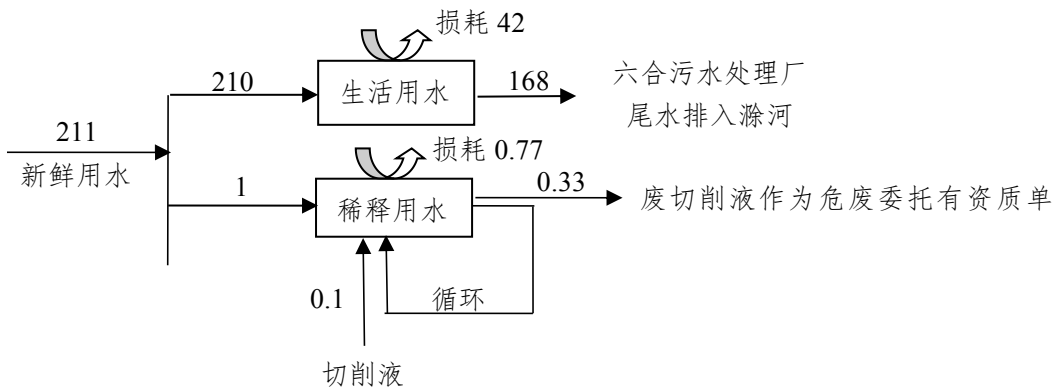 损耗 42
210
生活用水
168
六合污水处理厂
尾水排入滁河
211
新鲜用水
损耗 0.77
1
稀释用水
0.33
废切削液作为危废委托有资质单
0.1
循环
切削液